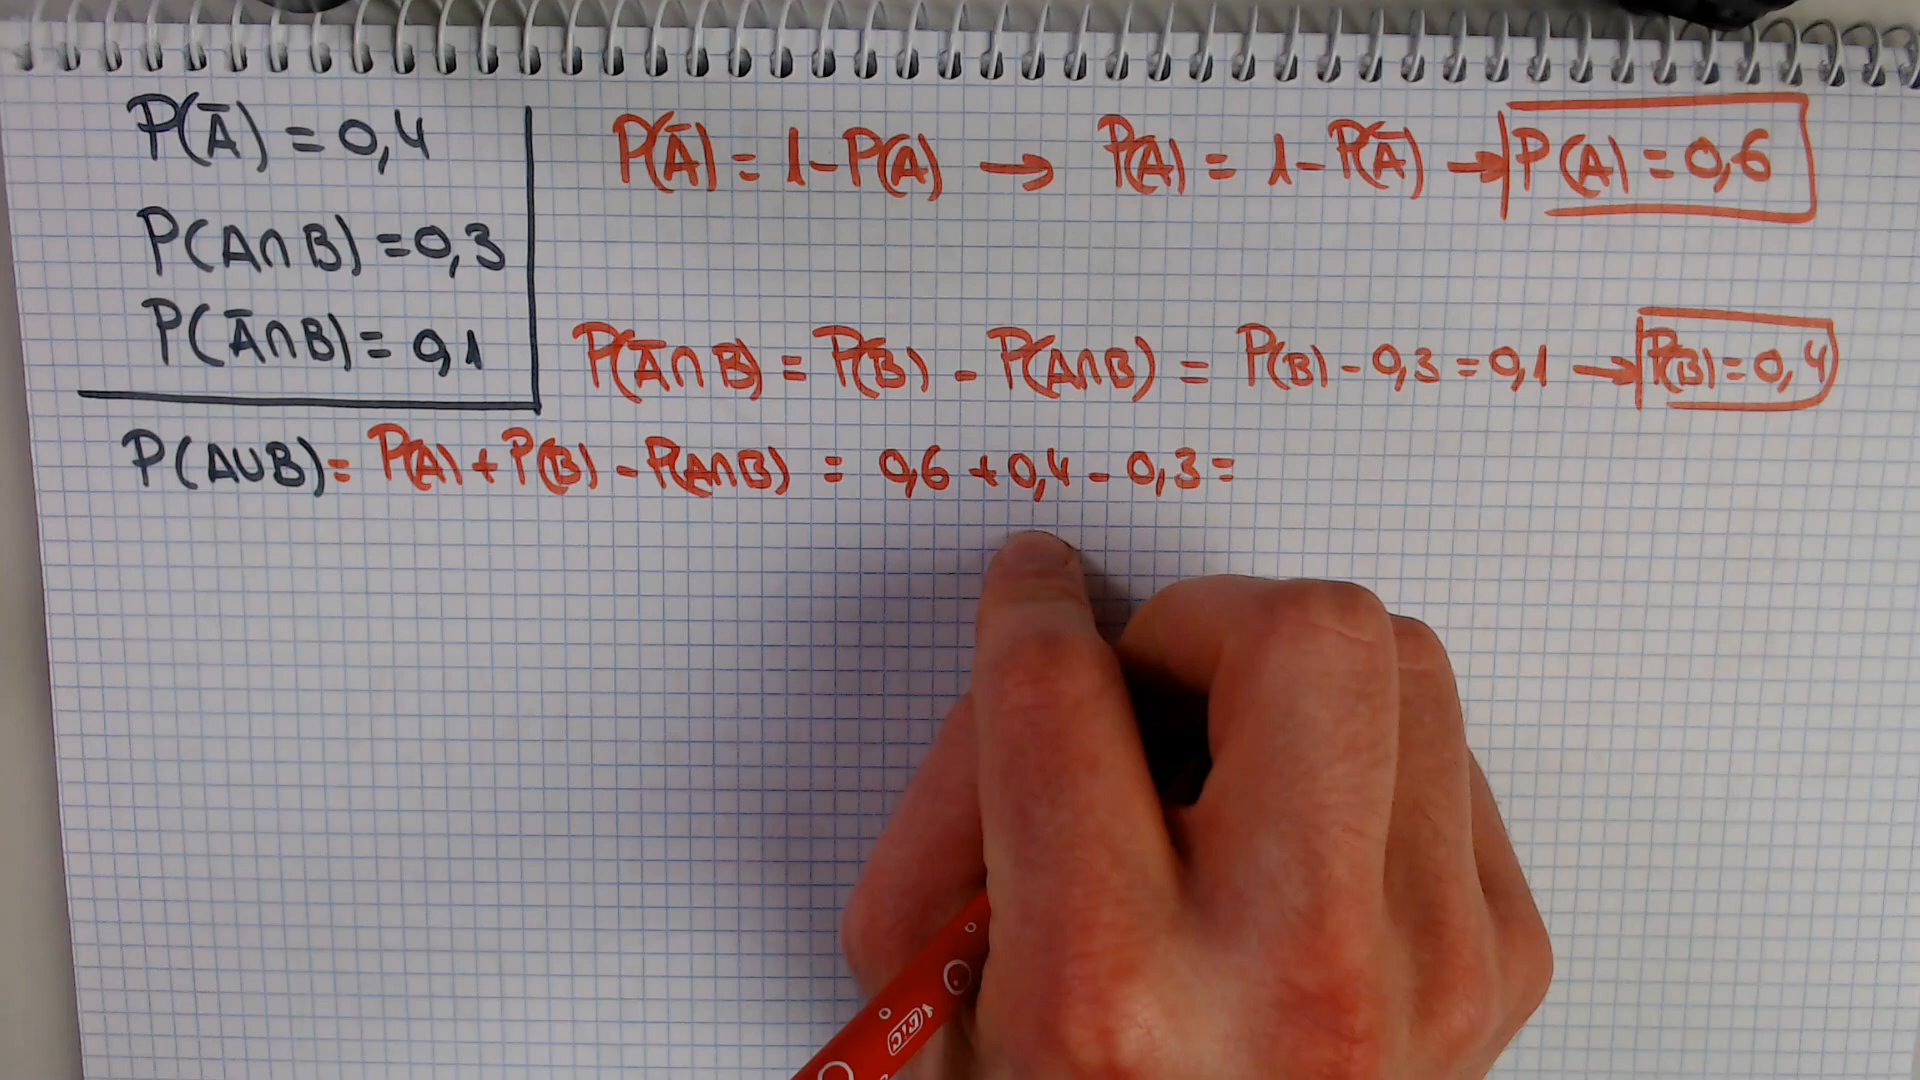 P(Ā) = 0,4
P(Ā) = 1 - P(A) → P(A) = 1 - P(Ā) → P(A) = 0,6
P(A∩B) = 0,3
P(Ā∩B) = 0,1
P(Ā∩B) = P(B) - P(A∩B) = P(B) - 0,3 = 0,1 → P(B) = 0,4
P(A∪B) = P(A) + P(B) - P(A∩B) = 0,6 + 0,4 - 0,3 =
BIC